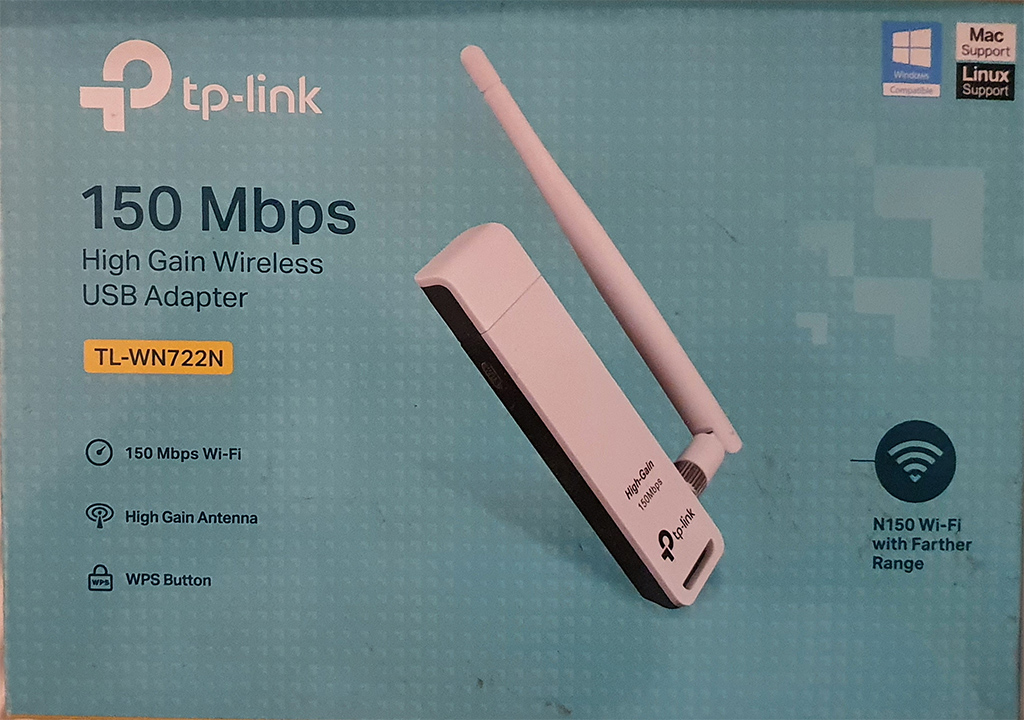 tp-link
Windows
Compatible
Mac
Support
Linux
Support
150 Mbps
High Gain Wireless
USB Adapter
TL-WN722N
150 Mbps Wi-Fi
High Gain Antenna
WPS
WPS Button
High-Gain
150Mbps
tp-link
N150 Wi-Fi
with Farther
Range